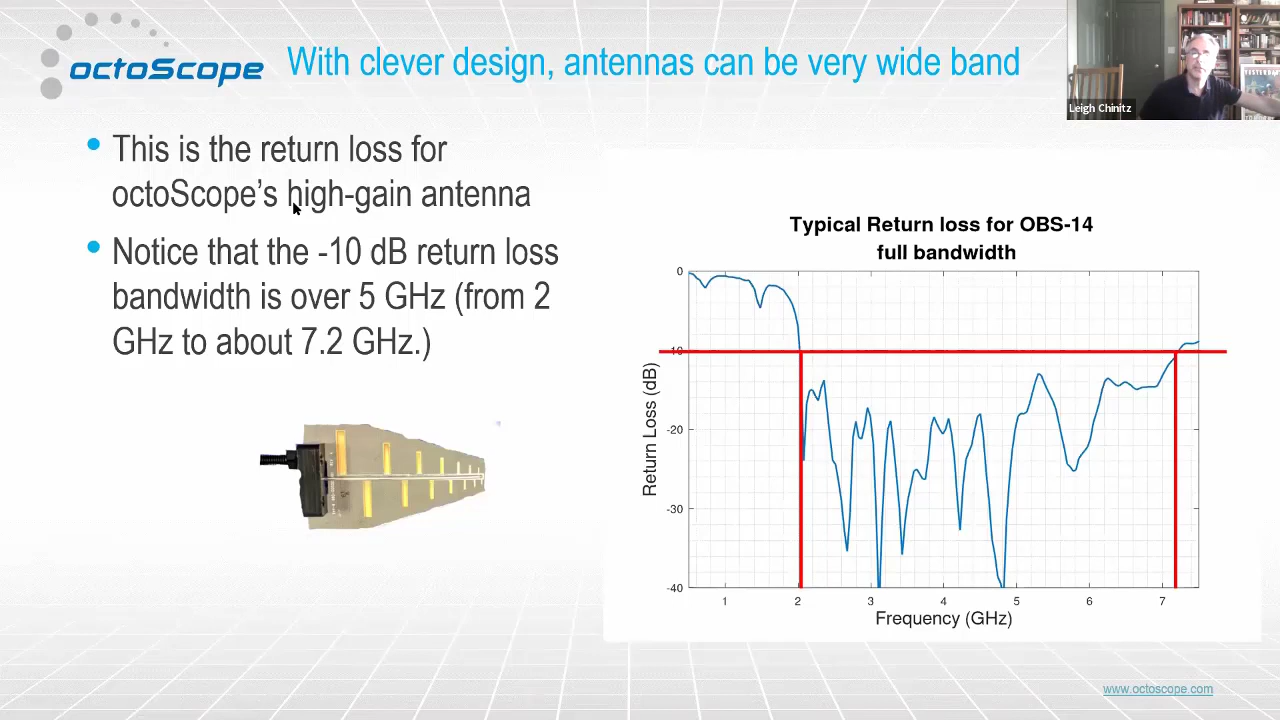 octoScope
With clever design, antennas can be very wide band
Leigh Chinitz
This is the return loss for
octoScope's high-gain antenna
Notice that the -10 dB return loss
bandwidth is over 5 GHz (from 2
GHz to about 7.2 GHz.)
Typical Return loss for OBS-14
full bandwidth
0
-10
-20
-30
-40
Return Loss (dB)
1 2 3 4 5 6 7
Frequency (GHz)
www.octoscope.com